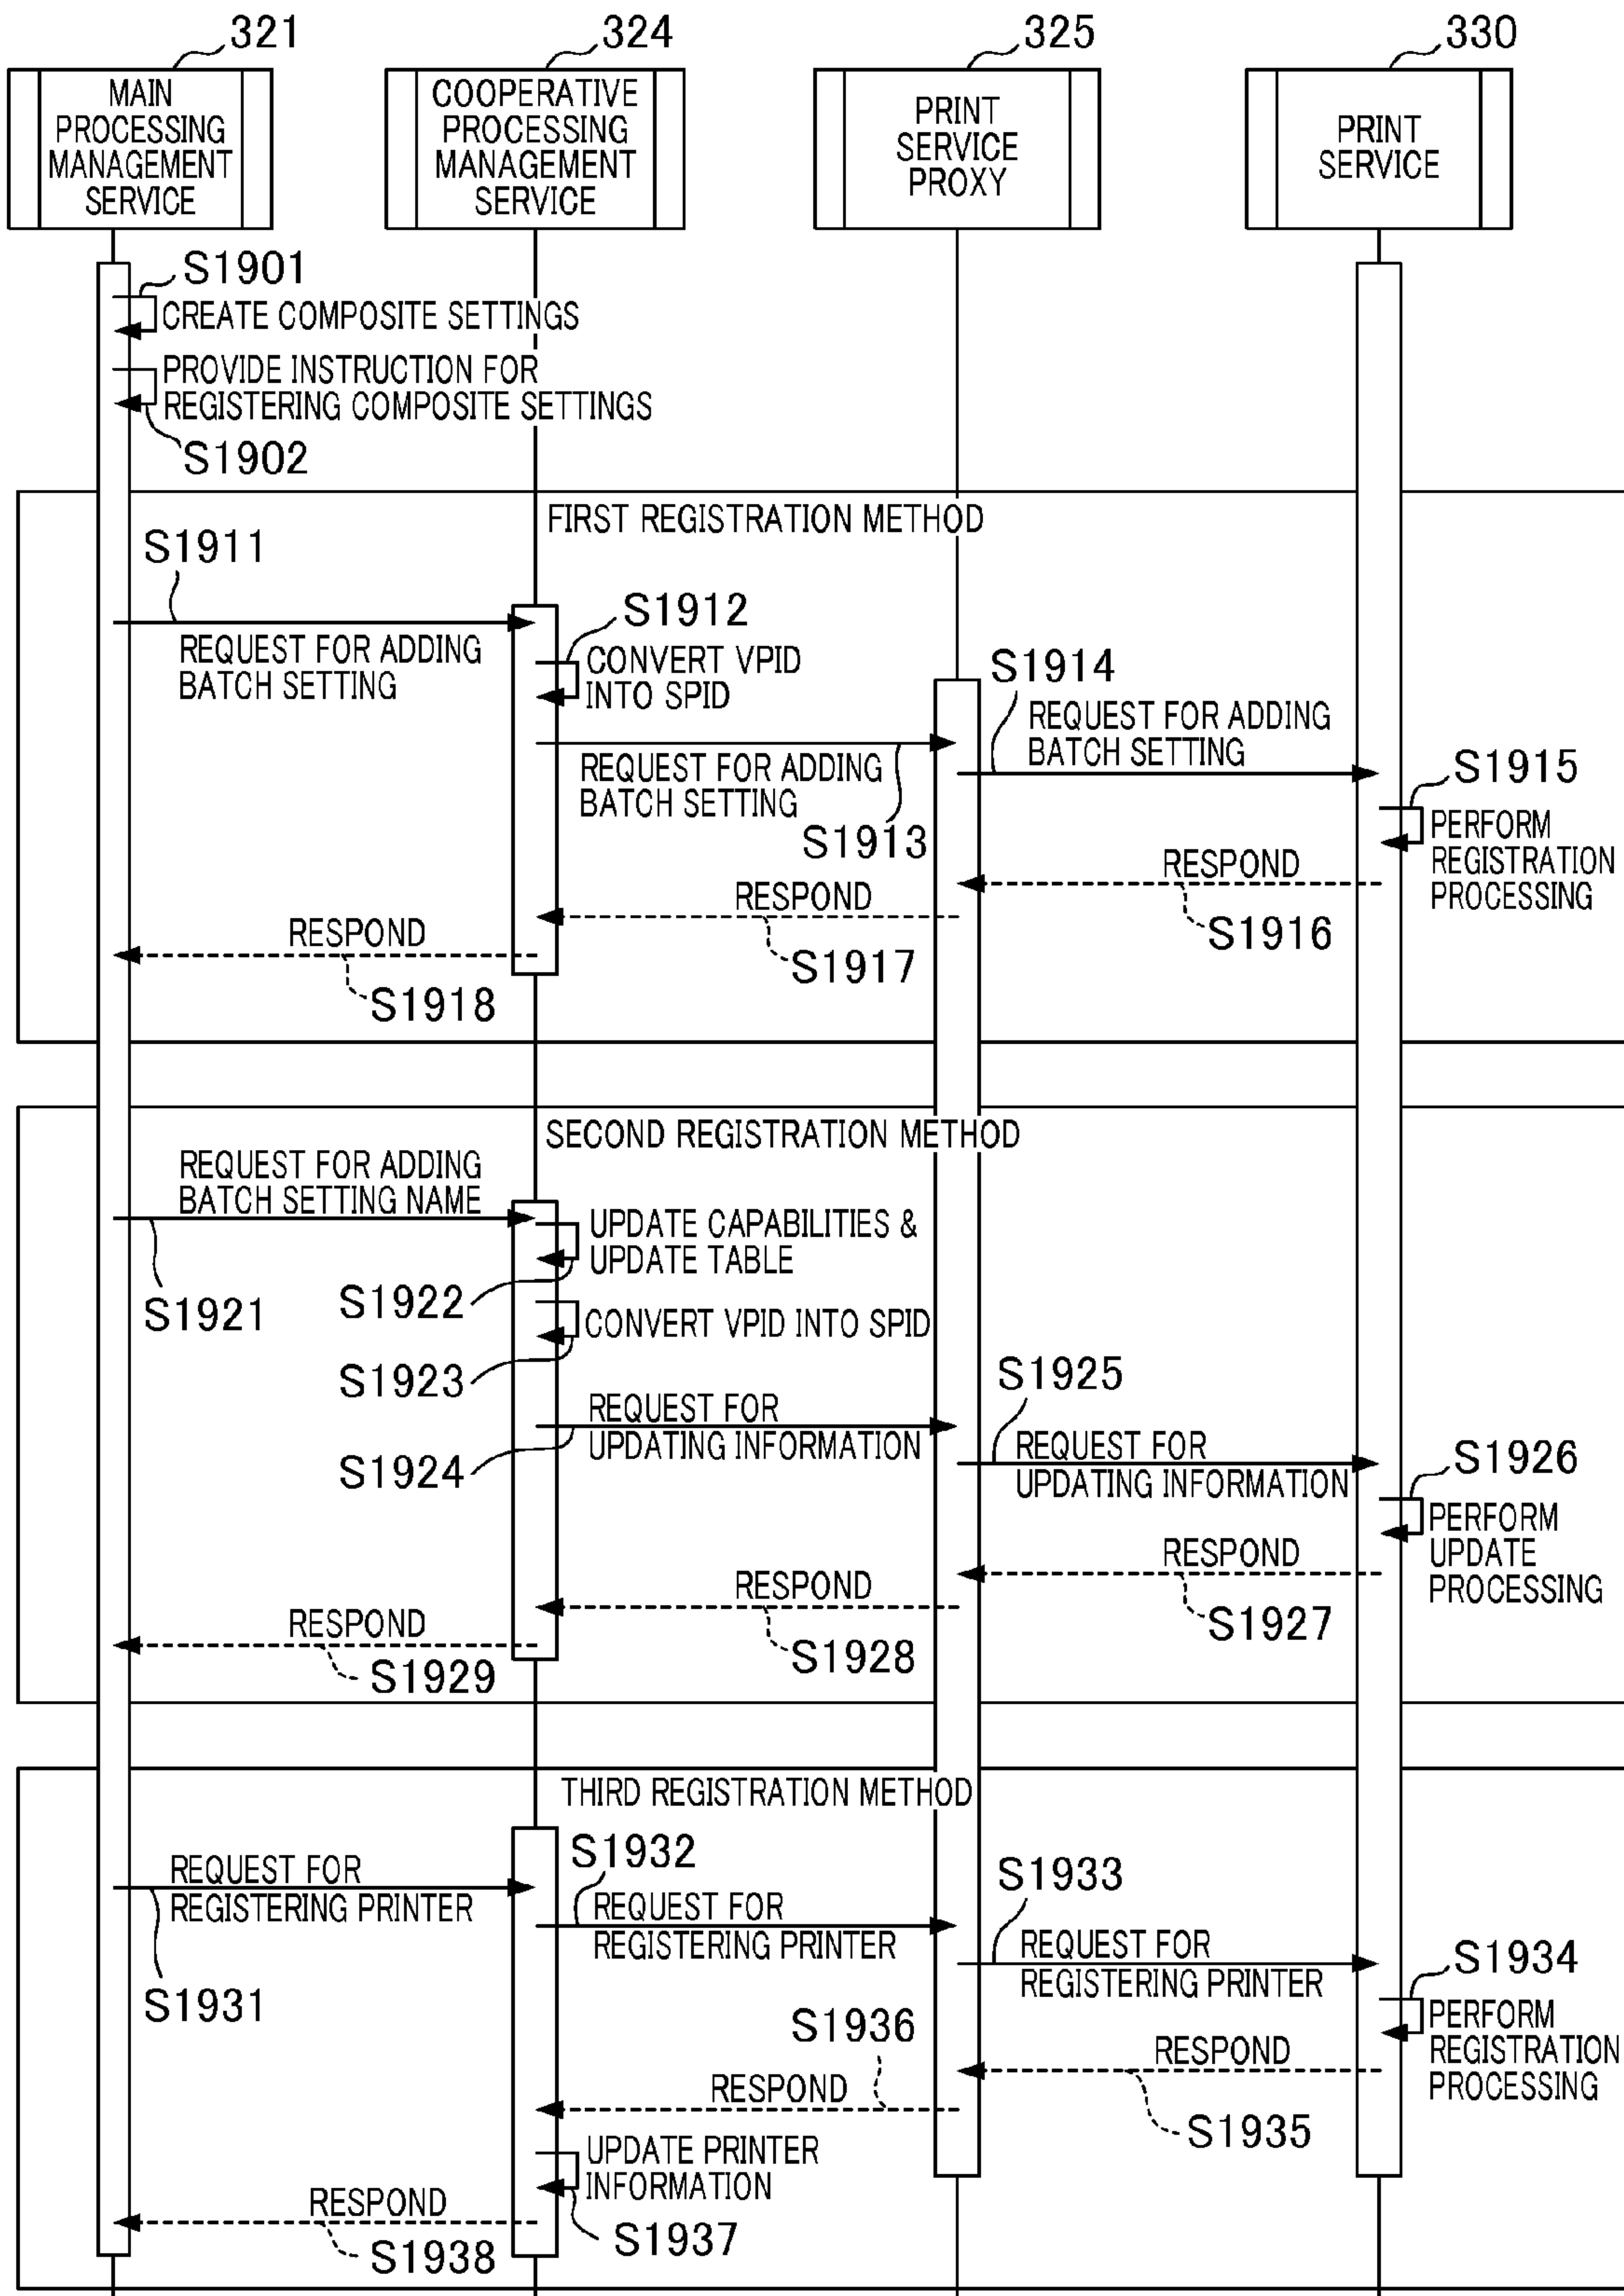 321
324
325
330
MAIN
PROCESSING
MANAGEMENT
SERVICE
COOPERATIVE
PROCESSING
MANAGEMENT
SERVICE
PRINT
SERVICE
PROXY
PRINT
SERVICE
S1901
CREATE COMPOSITE SETTINGS
PROVIDE INSTRUCTION FOR
REGISTERING COMPOSITE SETTINGS
S1902
FIRST REGISTRATION METHOD
S1911
REQUEST FOR ADDING
BATCH SETTING
S1912
CONVERT VPID
INTO SPID
REQUEST FOR ADDING
BATCH SETTING
S1913
S1914
REQUEST FOR ADDING
BATCH SETTING
S1915
PERFORM
REGISTRATION
PROCESSING
RESPOND
S1916
RESPOND
S1917
RESPOND
S1918
SECOND REGISTRATION METHOD
REQUEST FOR ADDING
BATCH SETTING NAME
S1921
UPDATE CAPABILITIES &
UPDATE TABLE
S1922
CONVERT VPID INTO SPID
S1923
REQUEST FOR
UPDATING INFORMATION
S1924
S1925
REQUEST FOR
UPDATING INFORMATION
S1926
PERFORM
UPDATE
PROCESSING
RESPOND
S1927
RESPOND
S1928
RESPOND
S1929
THIRD REGISTRATION METHOD
REQUEST FOR
REGISTERING PRINTER
S1931
S1932
REQUEST FOR
REGISTERING PRINTER
S1933
REQUEST FOR
REGISTERING PRINTER
S1934
PERFORM
REGISTRATION
PROCESSING
RESPOND
S1935
S1936
RESPOND
UPDATE PRINTER
INFORMATION
S1937
RESPOND
S1938